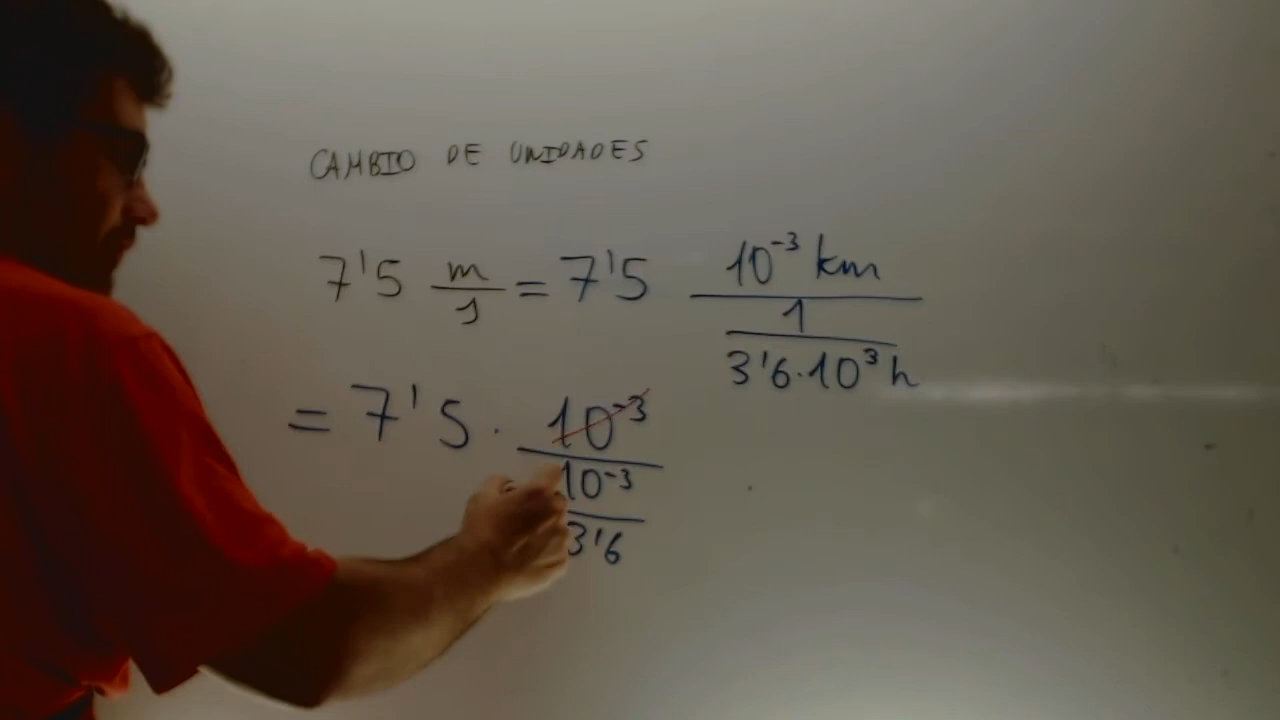 CAMBIO DE UNIDADES
7'5 m/s = 7'5 10⁻³ km / (1 / 3'6·10³ h)
= 7'5 · 10⁻³ / (10⁻³ / 3'6)